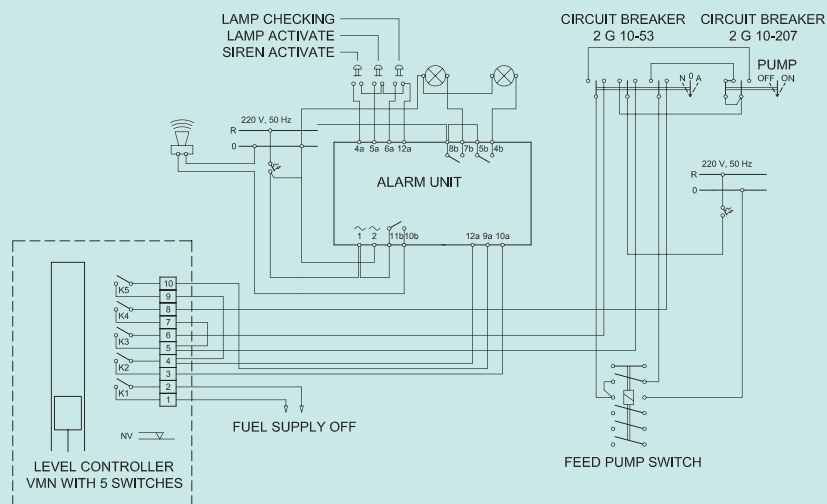 LAMP CHECKING
LAMP ACTIVATE
SIREN ACTIVATE
CIRCUIT BREAKER
2 G 10-53
CIRCUIT BREAKER
2 G 10-207
PUMP
N 0 A
OFF ON
220 V, 50 Hz
R
0
4a 5a 6a 12a
8b 7b 5b 4b
ALARM UNIT
220 V, 50 Hz
R
0
1 2 11b 10b
12a 9a 10a
K5
K4
K3
K2
K1
10
9
8
7
6
5
4
3
2
1
FUEL SUPPLY OFF
NV
LEVEL CONTROLLER
VMN WITH 5 SWITCHES
FEED PUMP SWITCH